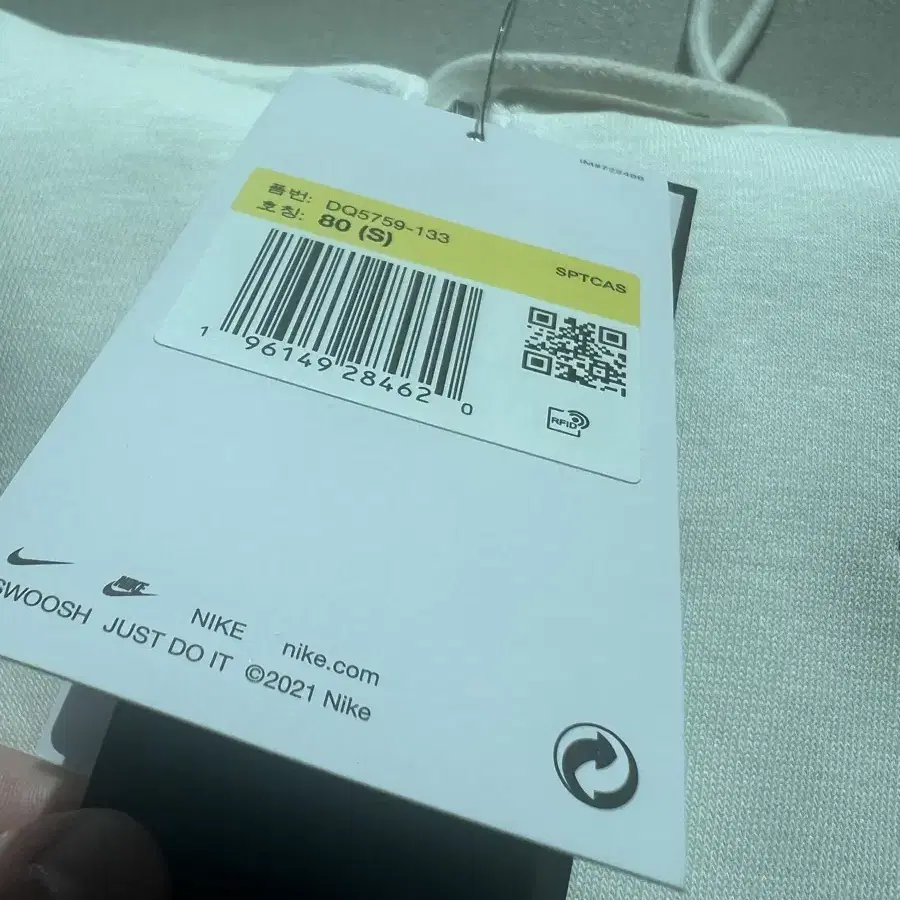 품번: DQ5759-133
호칭: 80 (S)
SPTCAS
1 96149 28462 0
RFID
NIKE nike.com
SWOOSH JUST DO IT ©2021 Nike